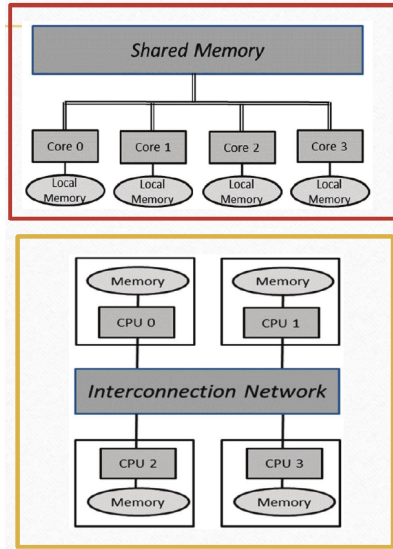 Shared Memory
Core 0 Core 1 Core 2 Core 3
Local Local Local Local
Memory Memory Memory Memory
Memory Memory
CPU 0 CPU 1
Interconnection Network
CPU 2 CPU 3
Memory Memory